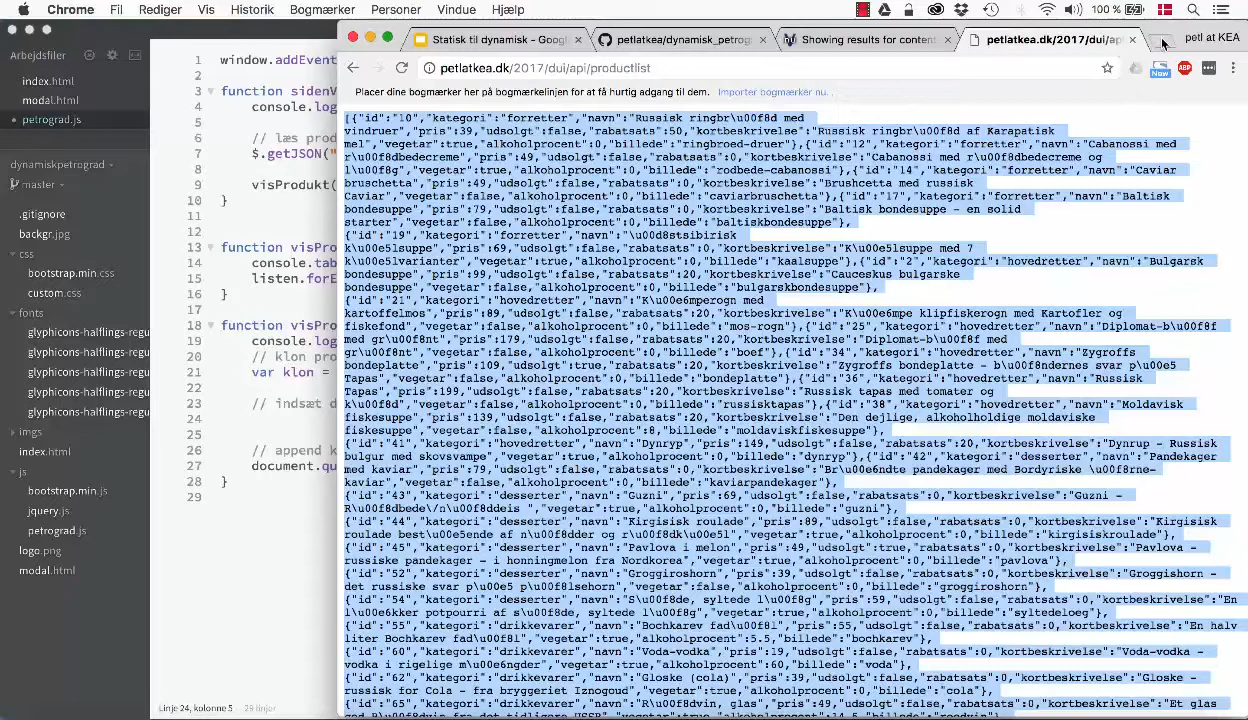 Chrome Fil Rediger Vis Historik Bogmærker Personer Vindue Hjælp 100 %
Statisk til dynamisk - Googl
petlatkea/dynamisk_petrog
Showing results for content
petlatkea.dk/2017/dui/api
petl at KEA
petlatkea.dk/2017/dui/api/productlist
New
ABP
Placer dine bogmærker her på bogmærkelinjen for at få hurtig adgang til dem. Importer bogmærker nu...
Arbejdsfiler
index.html
modal.html
petrograd.js
dynamiskpetrograd
master
.gitignore
backgr.jpg
css
bootstrap.min.css
custom.css
fonts
glyphicons-halflings-regu
glyphicons-halflings-regu
glyphicons-halflings-regu
glyphicons-halflings-regu
glyphicons-halflings-regu
imgs
index.html
js
bootstrap.min.js
jquery.js
petrograd.js
logo.png
modal.html
1 window.addEven
2
3 function sidenV
4 console.log
5
6 // læs prod
7 $.getJSON("
8
9 visProdukt(
10 }
11
12
13 function visPro
14 console.tab
15 listen.forE
16 }
17
18 function visPro
19 console.log
20 // klon pro
21 var klon =
22
23 // indsæt d
24
25
26 // append k
27 document.qu
28 }
29
Linje 24, kolonne 5 — 29 linjer
[{"id":"10","kategori":"forretter","navn":"Russisk ringbr\u00f8d med
vindruer","pris":39,"udsolgt":false,"rabatsats":50,"kortbeskrivelse":"Russisk ringbr\u00f8d af Karapatisk
mel","vegetar":true,"alkoholprocent":0,"billede":"ringbroed-druer"},{"id":"12","kategori":"forretter","navn":"Cabanossi med
r\u00f8dbedecreme","pris":49,"udsolgt":false,"rabatsats":0,"kortbeskrivelse":"Cabanossi med r\u00f8dbedecreme og
l\u00f8g","vegetar":true,"alkoholprocent":0,"billede":"rodbede-cabanossi"},{"id":"14","kategori":"forretter","navn":"Caviar
bruschetta","pris":49,"udsolgt":false,"rabatsats":0,"kortbeskrivelse":"Brushcetta med russisk
Caviar","vegetar":true,"alkoholprocent":0,"billede":"caviarbruschetta"},{"id":"17","kategori":"forretter","navn":"Baltisk
bondesuppe","pris":79,"udsolgt":false,"rabatsats":0,"kortbeskrivelse":"Baltisk bondesuppe - en solid
starter","vegetar":false,"alkoholprocent":0,"billede":"baltiskbondesuppe"},
{"id":"19","kategori":"forretter","navn":"\u00d8stsibirisk
k\u00e5lsuppe","pris":69,"udsolgt":false,"rabatsats":0,"kortbeskrivelse":"K\u00e5lsuppe med 7
k\u00e5lvarianter","vegetar":true,"alkoholprocent":0,"billede":"kaalsuppe"},{"id":"2","kategori":"hovedretter","navn":"Bulgarsk
bondesuppe","pris":99,"udsolgt":false,"rabatsats":20,"kortbeskrivelse":"Cauceskus bulgarske
bondesuppe","vegetar":false,"alkoholprocent":0,"billede":"bulgarskbondesuppe"},
{"id":"21","kategori":"hovedretter","navn":"K\u00e6mperogn med
kartoffelmos","pris":89,"udsolgt":false,"rabatsats":20,"kortbeskrivelse":"K\u00e6mpe klipfiskerogn med Kartofler og
fiskefond","vegetar":false,"alkoholprocent":0,"billede":"mos-rogn"},{"id":"25","kategori":"hovedretter","navn":"Diplomat-b\u00f8f
med gr\u00f8nt","pris":179,"udsolgt":false,"rabatsats":20,"kortbeskrivelse":"Diplomat-b\u00f8f med
gr\u00f8nt","vegetar":false,"alkoholprocent":0,"billede":"boef"},{"id":"34","kategori":"hovedretter","navn":"Zygroffs
bondeplatte","pris":109,"udsolgt":true,"rabatsats":20,"kortbeskrivelse":"Zygroffs bondeplatte - b\u00f8ndernes svar p\u00e5
Tapas","vegetar":false,"alkoholprocent":0,"billede":"bondeplatte"},{"id":"36","kategori":"hovedretter","navn":"Russisk
Tapas","pris":199,"udsolgt":false,"rabatsats":20,"kortbeskrivelse":"Russisk tapas med tomater og
k\u00f8d","vegetar":false,"alkoholprocent":0,"billede":"russisktapas"},{"id":"38","kategori":"hovedretter","navn":"Moldavisk
fiskesuppe","pris":139,"udsolgt":false,"rabatsats":20,"kortbeskrivelse":"Den dejlige, alkoholholdige moldaviske
fiskesuppe","vegetar":false,"alkoholprocent":8,"billede":"moldaviskfiskesuppe"},
{"id":"41","kategori":"hovedretter","navn":"Dynryp","pris":149,"udsolgt":false,"rabatsats":20,"kortbeskrivelse":"Dynrup - Russisk
bulgur med skovsvampe","vegetar":true,"alkoholprocent":0,"billede":"dynryp"},{"id":"42","kategori":"desserter","navn":"Pandekager
med kaviar","pris":79,"udsolgt":false,"rabatsats":0,"kortbeskrivelse":"Br\u00e6ndte pandekager med Bordyriske \u00f8rne-
kaviar","vegetar":true,"alkoholprocent":0,"billede":"kaviarpandekager"},
{"id":"43","kategori":"desserter","navn":"Guzni","pris":69,"udsolgt":false,"rabatsats":0,"kortbeskrivelse":"Guzni -
R\u00f8dbede\/n\u00f8ddeis ","vegetar":true,"alkoholprocent":0,"billede":"guzni"},
{"id":"44","kategori":"desserter","navn":"Kirgisisk roulade","pris":89,"udsolgt":false,"rabatsats":0,"kortbeskrivelse":"Kirgisisk
roulade best\u00e5ende af n\u00f8dder og r\u00f8dk\u00e5l","vegetar":true,"alkoholprocent":0,"billede":"kirgisiskroulade"},
{"id":"45","kategori":"desserter","navn":"Pavlova i melon","pris":49,"udsolgt":true,"rabatsats":0,"kortbeskrivelse":"Pavlova -
russiske pandekager - i honningmelon fra Nordkorea","vegetar":true,"alkoholprocent":0,"billede":"pavlova"},
{"id":"52","kategori":"desserter","navn":"Groggiroshorn","pris":39,"udsolgt":false,"rabatsats":0,"kortbeskrivelse":"Groggishorn -
det russiske svar p\u00e5 p\u00f8lsehorn","vegetar":false,"alkoholprocent":0,"billede":"groggiroshorn"},
{"id":"54","kategori":"desserter","navn":"S\u00f8de, syltede l\u00f8g","pris":59,"udsolgt":false,"rabatsats":0,"kortbeskrivelse":"En
l\u00e6kker potpourri af s\u00f8de, syltede l\u00f8g","vegetar":true,"alkoholprocent":0,"billede":"syltedeloeg"},
{"id":"55","kategori":"drikkevarer","navn":"Bochkarev fad\u00f8l","pris":55,"udsolgt":false,"rabatsats":0,"kortbeskrivelse":"En halv
liter Bochkarev fad\u00f8l","vegetar":true,"alkoholprocent":5.5,"billede":"bochkarev"},
{"id":"60","kategori":"drikkevarer","navn":"Voda-vodka","pris":19,"udsolgt":false,"rabatsats":0,"kortbeskrivelse":"Voda-vodka -
vodka i rigelige m\u00e6ngder","vegetar":true,"alkoholprocent":60,"billede":"voda"},
{"id":"62","kategori":"drikkevarer","navn":"Gloske (cola)","pris":39,"udsolgt":false,"rabatsats":0,"kortbeskrivelse":"Gloske -
russisk for Cola - fra bryggeriet Iznogoud","vegetar":true,"alkoholprocent":0,"billede":"cola"},
{"id":"65","kategori":"drikkevarer","navn":"R\u00f8dvin, glas","pris":49,"udsolgt":false,"rabatsats":0,"kortbeskrivelse":"Et glas